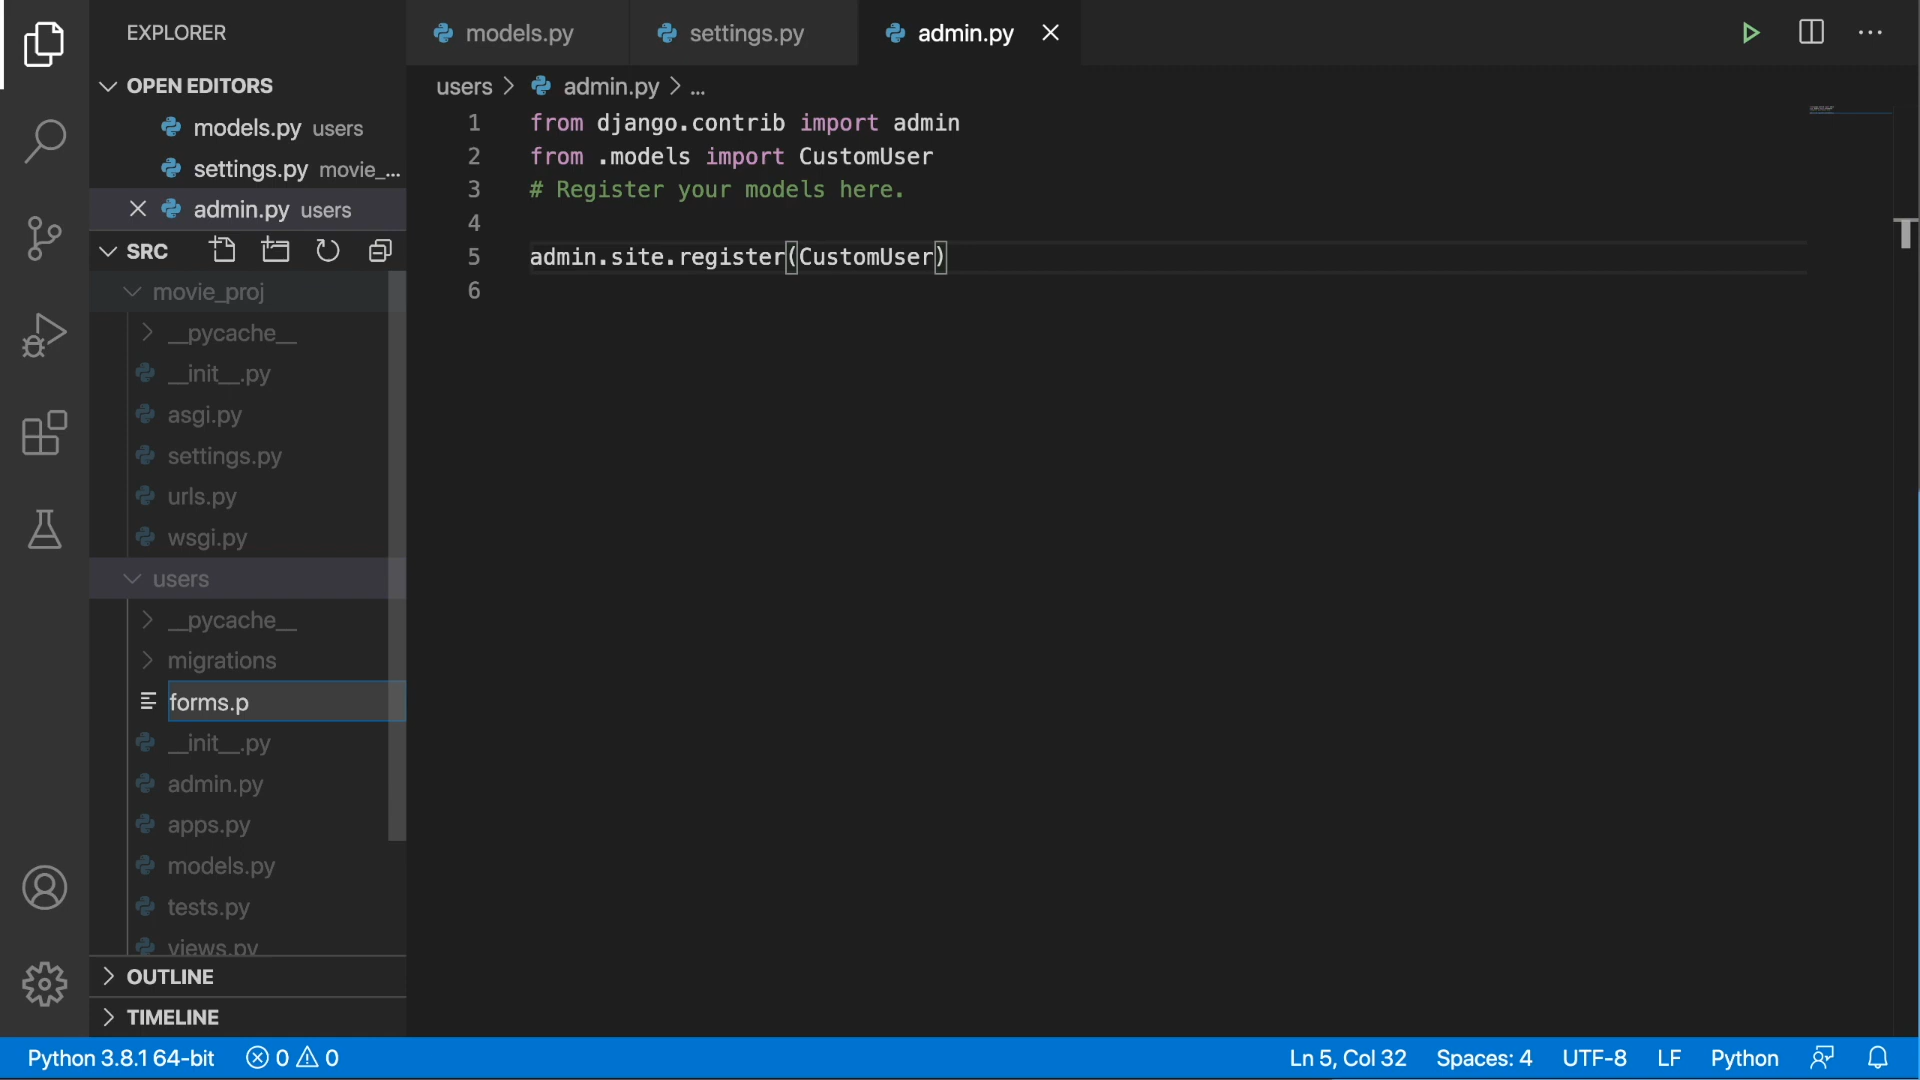 EXPLORER
OPEN EDITORS
models.py users
settings.py movie_...
admin.py users
SRC
movie_proj
__pycache__
__init__.py
asgi.py
settings.py
urls.py
wsgi.py
users
__pycache__
migrations
forms.p
__init__.py
admin.py
apps.py
models.py
tests.py
views.py
OUTLINE
TIMELINE
models.py
settings.py
admin.py
users > admin.py > ...
1 from django.contrib import admin
2 from .models import CustomUser
3 # Register your models here.
4
5 admin.site.register(CustomUser)
6
Python 3.8.1 64-bit 0 0 Ln 5, Col 32 Spaces: 4 UTF-8 LF Python